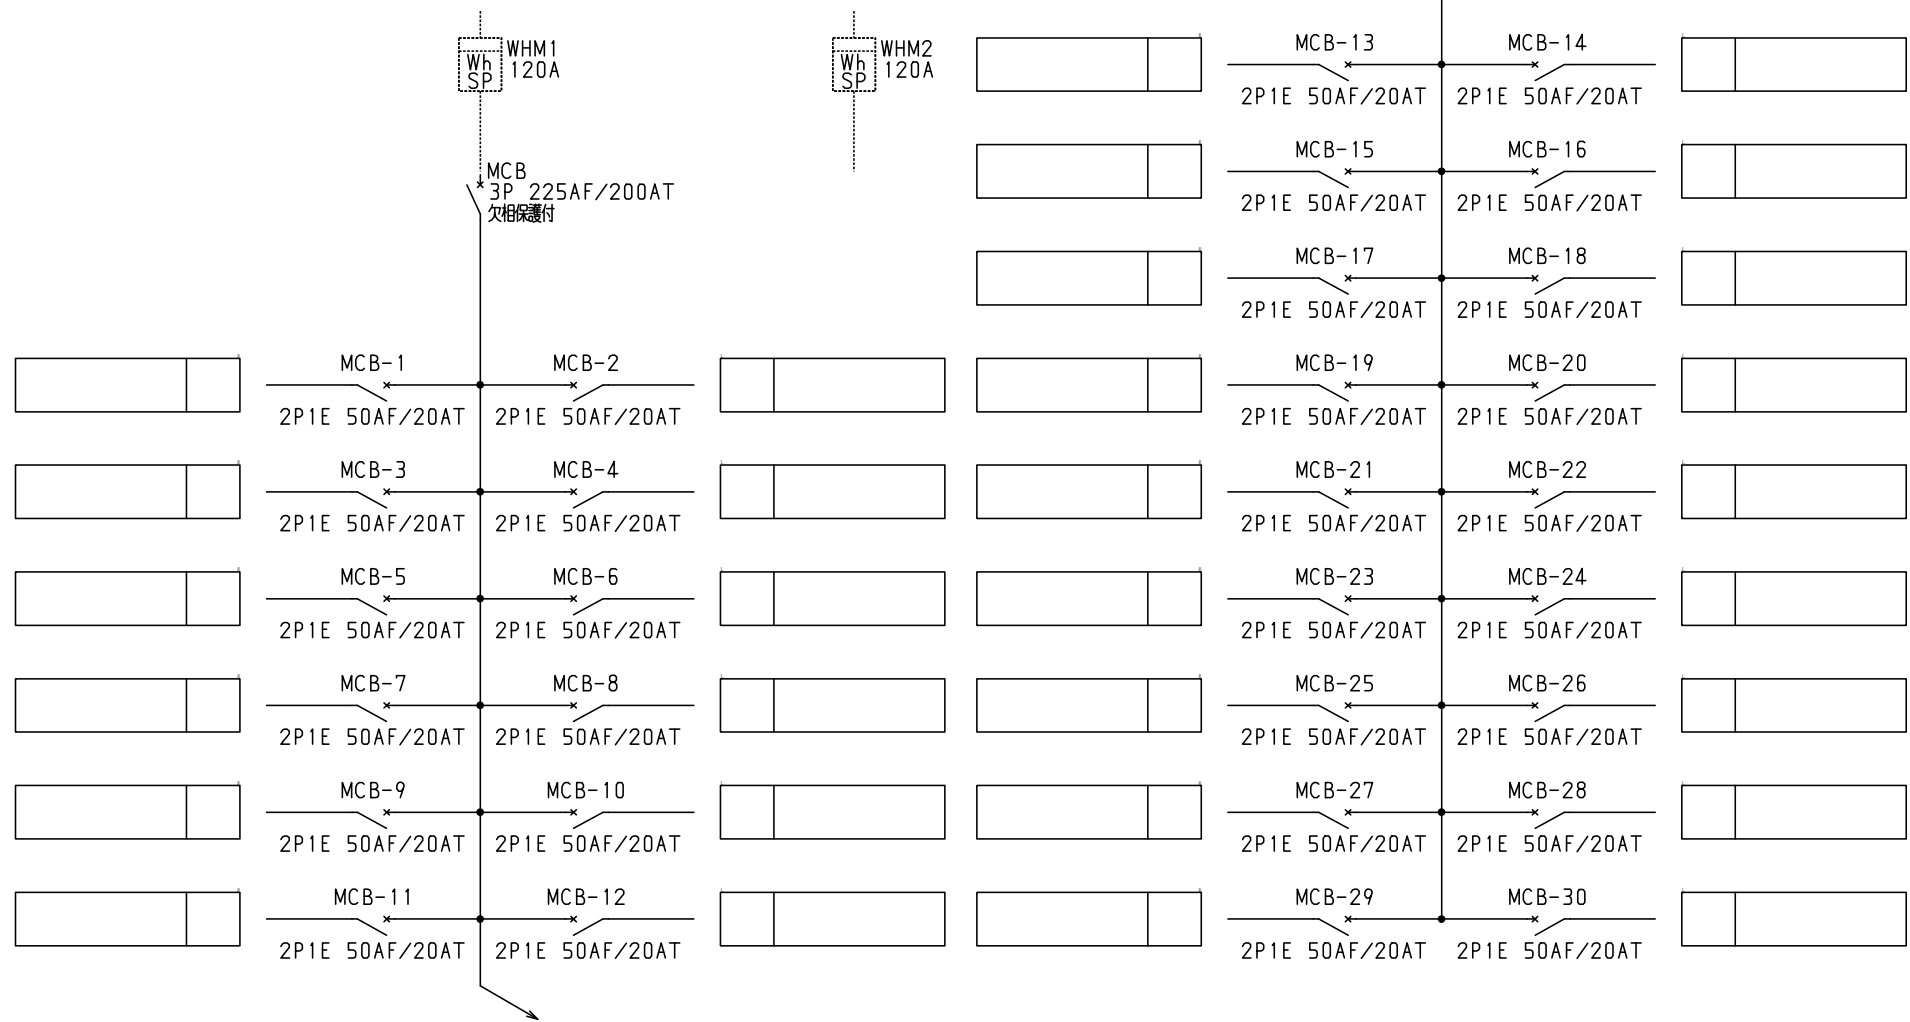 WHM1
120A
Wh
SP
WHM2
120A
Wh
SP
MCB
3P 225AF/200AT
欠相保護付
MCB-1 MCB-2
2P1E 50AF/20AT 2P1E 50AF/20AT
MCB-3 MCB-4
2P1E 50AF/20AT 2P1E 50AF/20AT
MCB-5 MCB-6
2P1E 50AF/20AT 2P1E 50AF/20AT
MCB-7 MCB-8
2P1E 50AF/20AT 2P1E 50AF/20AT
MCB-9 MCB-10
2P1E 50AF/20AT 2P1E 50AF/20AT
MCB-11 MCB-12
2P1E 50AF/20AT 2P1E 50AF/20AT
MCB-13 MCB-14
2P1E 50AF/20AT 2P1E 50AF/20AT
MCB-15 MCB-16
2P1E 50AF/20AT 2P1E 50AF/20AT
MCB-17 MCB-18
2P1E 50AF/20AT 2P1E 50AF/20AT
MCB-19 MCB-20
2P1E 50AF/20AT 2P1E 50AF/20AT
MCB-21 MCB-22
2P1E 50AF/20AT 2P1E 50AF/20AT
MCB-23 MCB-24
2P1E 50AF/20AT 2P1E 50AF/20AT
MCB-25 MCB-26
2P1E 50AF/20AT 2P1E 50AF/20AT
MCB-27 MCB-28
2P1E 50AF/20AT 2P1E 50AF/20AT
MCB-29 MCB-30
2P1E 50AF/20AT 2P1E 50AF/20AT